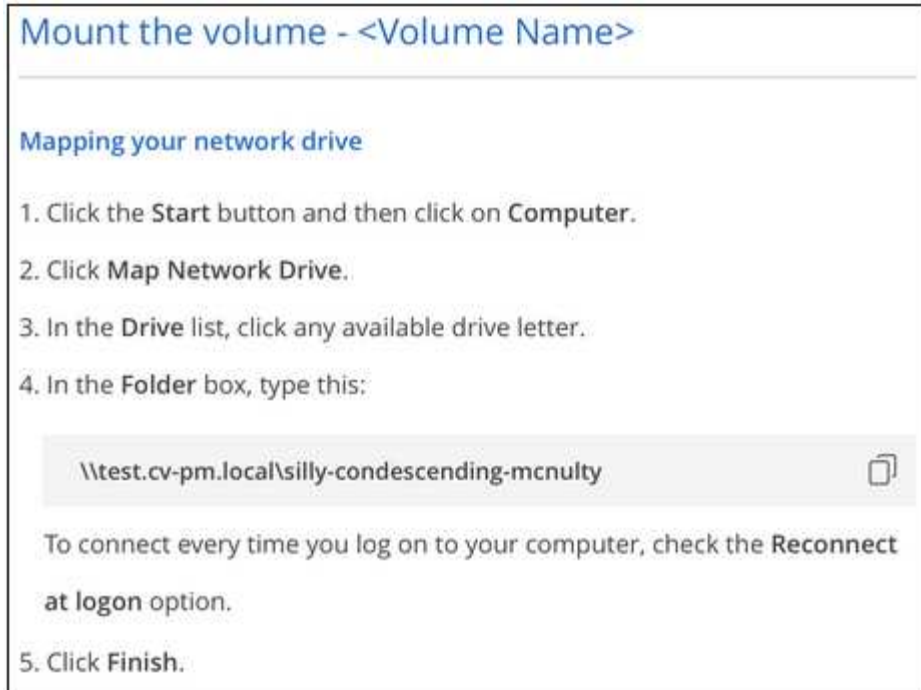 Mount the volume - <Volume Name>
Mapping your network drive
1. Click the Start button and then click on Computer.
2. Click Map Network Drive.
3. In the Drive list, click any available drive letter.
4. In the Folder box, type this:
\\test.cv-pm.local\silly-condescending-mcnulty
To connect every time you log on to your computer, check the Reconnect
at logon option.
5. Click Finish.